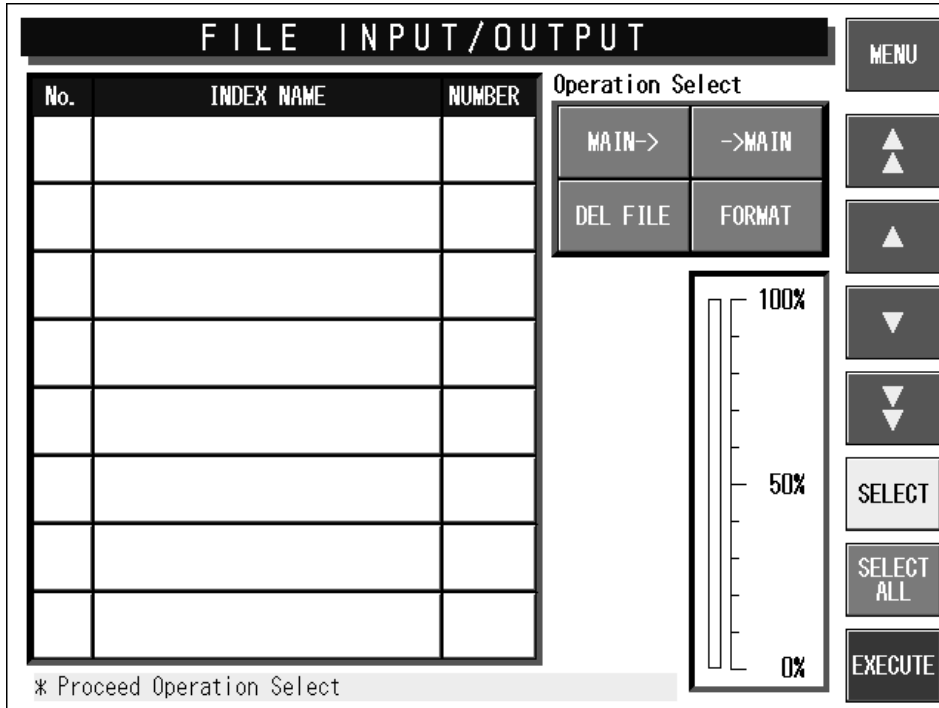 FILE INPUT/OUTPUT
MENU
No. INDEX NAME NUMBER
Operation Select
MAIN-> ->MAIN
DEL FILE FORMAT
100%
50%
0%
SELECT
SELECT
ALL
EXECUTE
* Proceed Operation Select